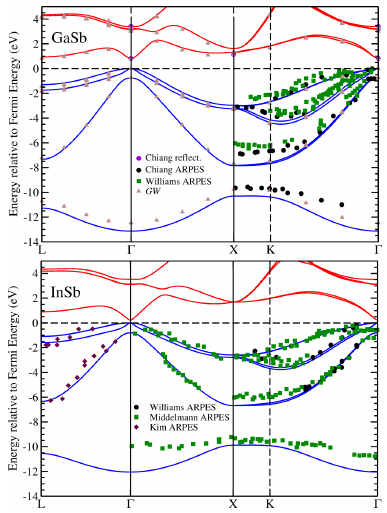 GaSb
Energy relative to Fermi Energy (eV)
4
2
0
-2
-4
-6
-8
-10
-12
-14
Chiang reflect.
Chiang ARPES
Williams ARPES
GW
L Γ X K Γ
InSb
Energy relative to Fermi Energy (eV)
4
2
0
-2
-4
-6
-8
-10
-12
-14
Williams ARPES
Middelmann ARPES
Kim ARPES
L Γ X K Γ